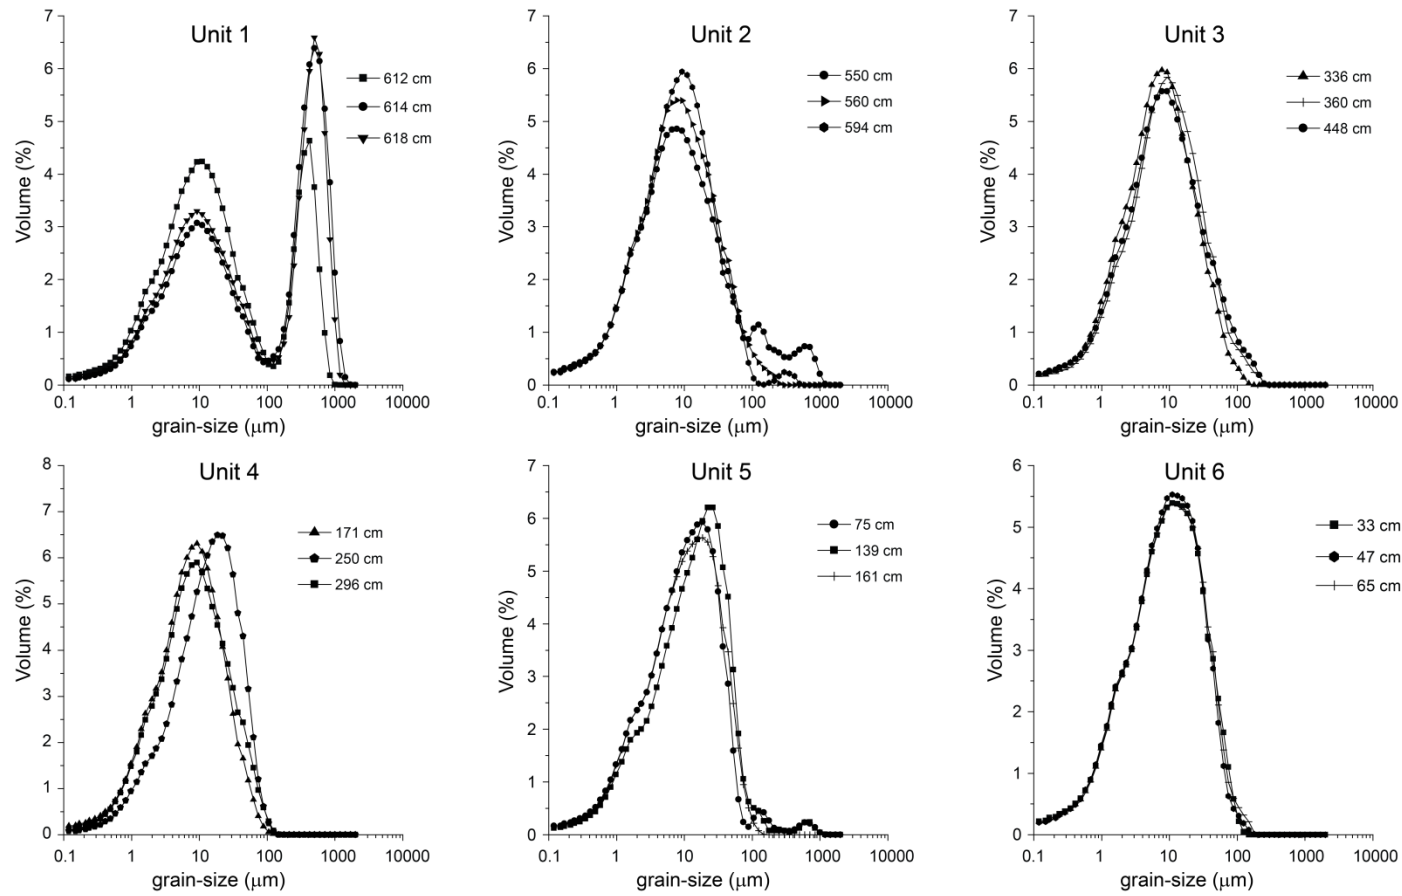 Unit 1
7
6
5
4
3
2
1
0
Volume (%)
612 cm
614 cm
618 cm
0.1 1 10 100 1000 10000
grain-size (μm)
Unit 2
7
6
5
4
3
2
1
0
Volume (%)
550 cm
560 cm
594 cm
0.1 1 10 100 1000 10000
grain-size (μm)
Unit 3
7
6
5
4
3
2
1
0
Volume (%)
336 cm
360 cm
448 cm
0.1 1 10 100 1000 10000
grain-size (μm)
Unit 4
8
7
6
5
4
3
2
1
0
Volume (%)
171 cm
250 cm
296 cm
0.1 1 10 100 1000 10000
grain-size (μm)
Unit 5
7
6
5
4
3
2
1
0
Volume (%)
75 cm
139 cm
161 cm
0.1 1 10 100 1000 10000
grain-size (μm)
Unit 6
6
5
4
3
2
1
0
Volume (%)
33 cm
47 cm
65 cm
0.1 1 10 100 1000 10000
grain-size (μm)